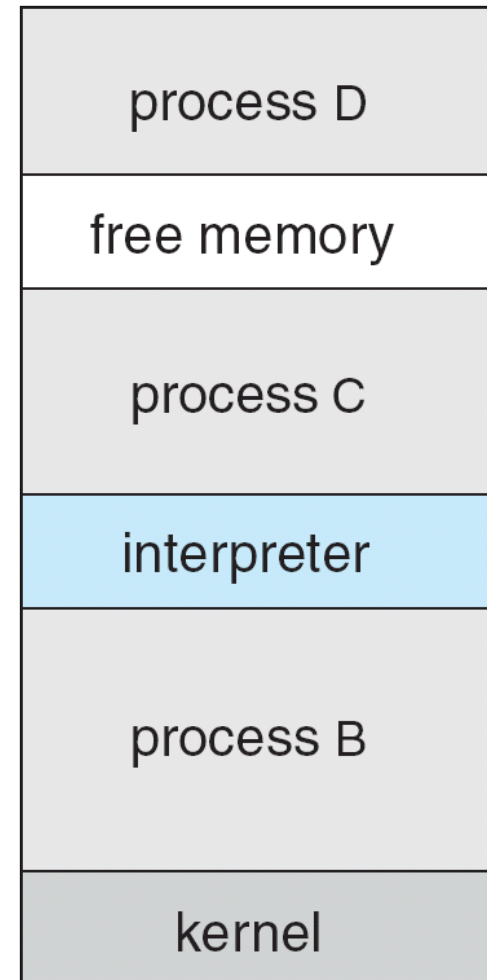 process D
free memory
process C
interpreter
process B
kernel